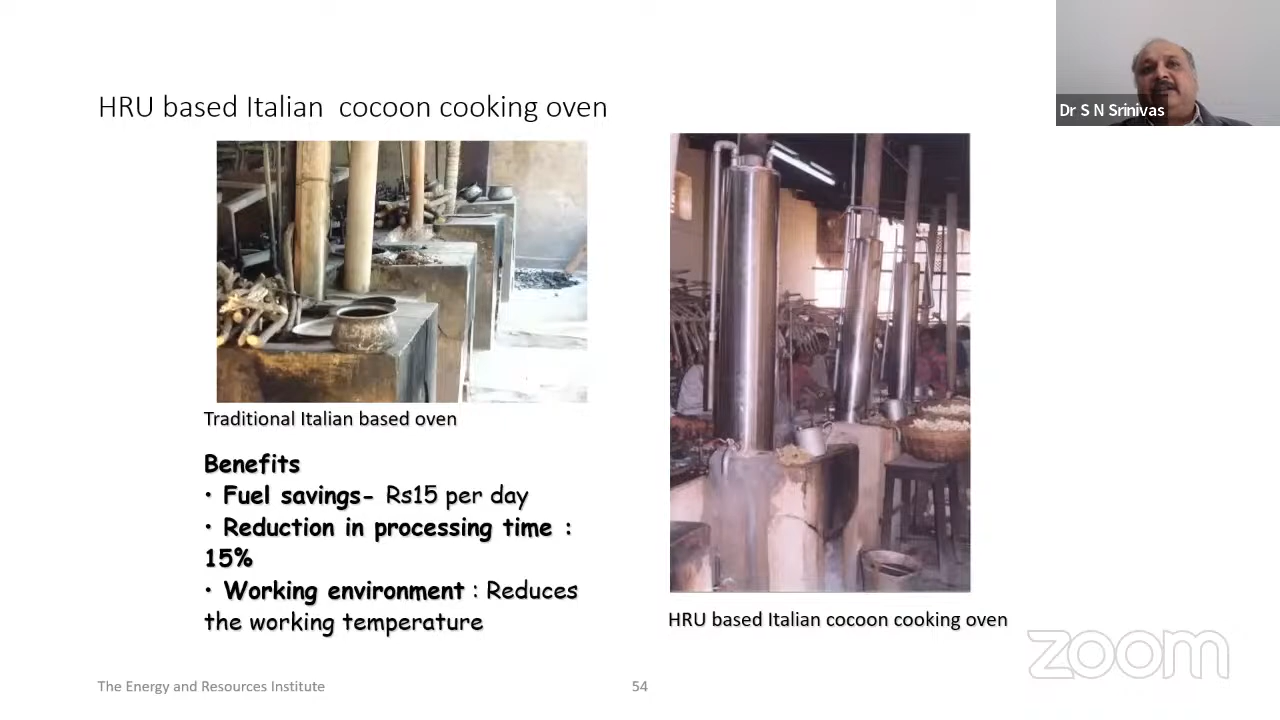 HRU based Italian cocoon cooking oven
Dr S N Srinivas
Traditional Italian based oven
Benefits
• Fuel savings- Rs15 per day
• Reduction in processing time :
15%
• Working environment : Reduces
the working temperature
HRU based Italian cocoon cooking oven
zoom
The Energy and Resources Institute
54